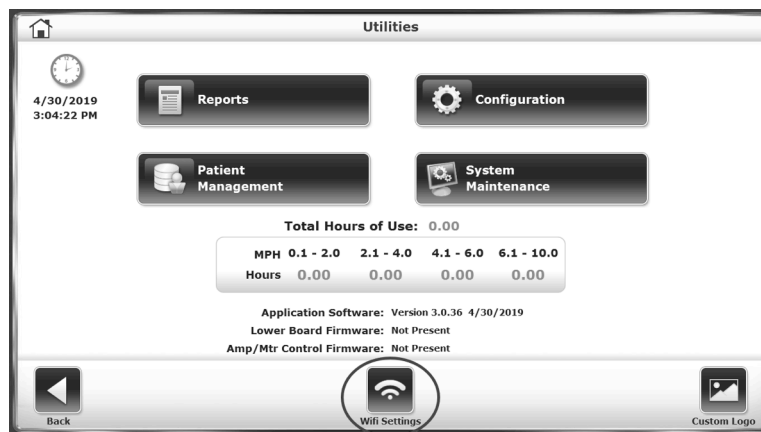 Utilities
4/30/2019
3:04:22 PM
Reports
Configuration
Patient
Management
System
Maintenance
Total Hours of Use: 0.00
MPH 0.1 - 2.0 2.1 - 4.0 4.1 - 6.0 6.1 - 10.0
Hours 0.00 0.00 0.00 0.00
Application Software: Version 3.0.36 4/30/2019
Lower Board Firmware: Not Present
Amp/Mtr Control Firmware: Not Present
Back
Wifi Settings
Custom Logo